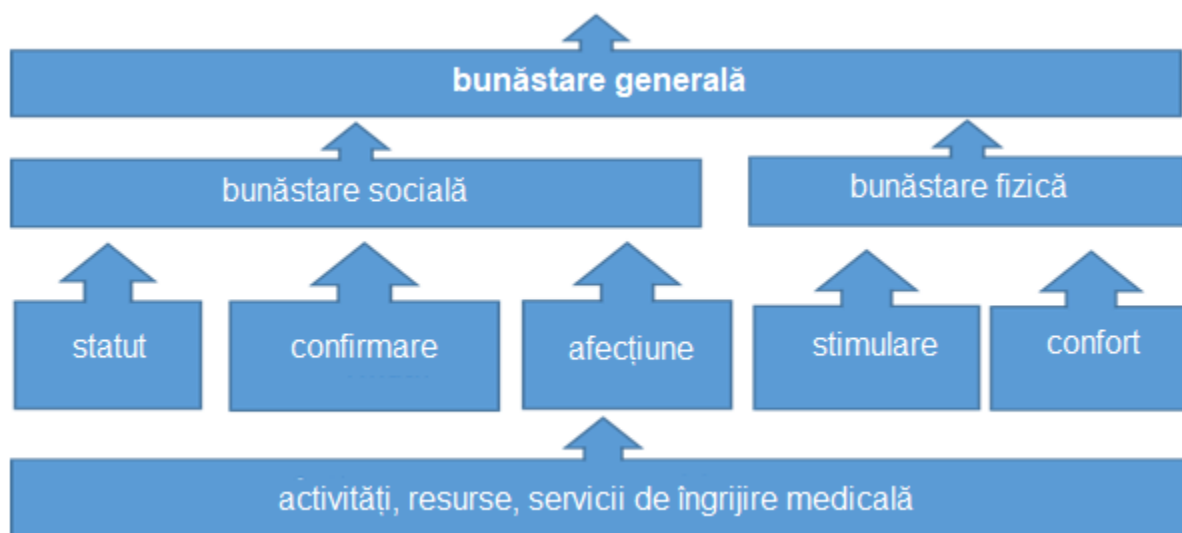 bunăstare generală
bunăstare socială
bunăstare fizică
statut
confirmare
afecțiune
stimulare
confort
activități, resurse, servicii de îngrijire medicală